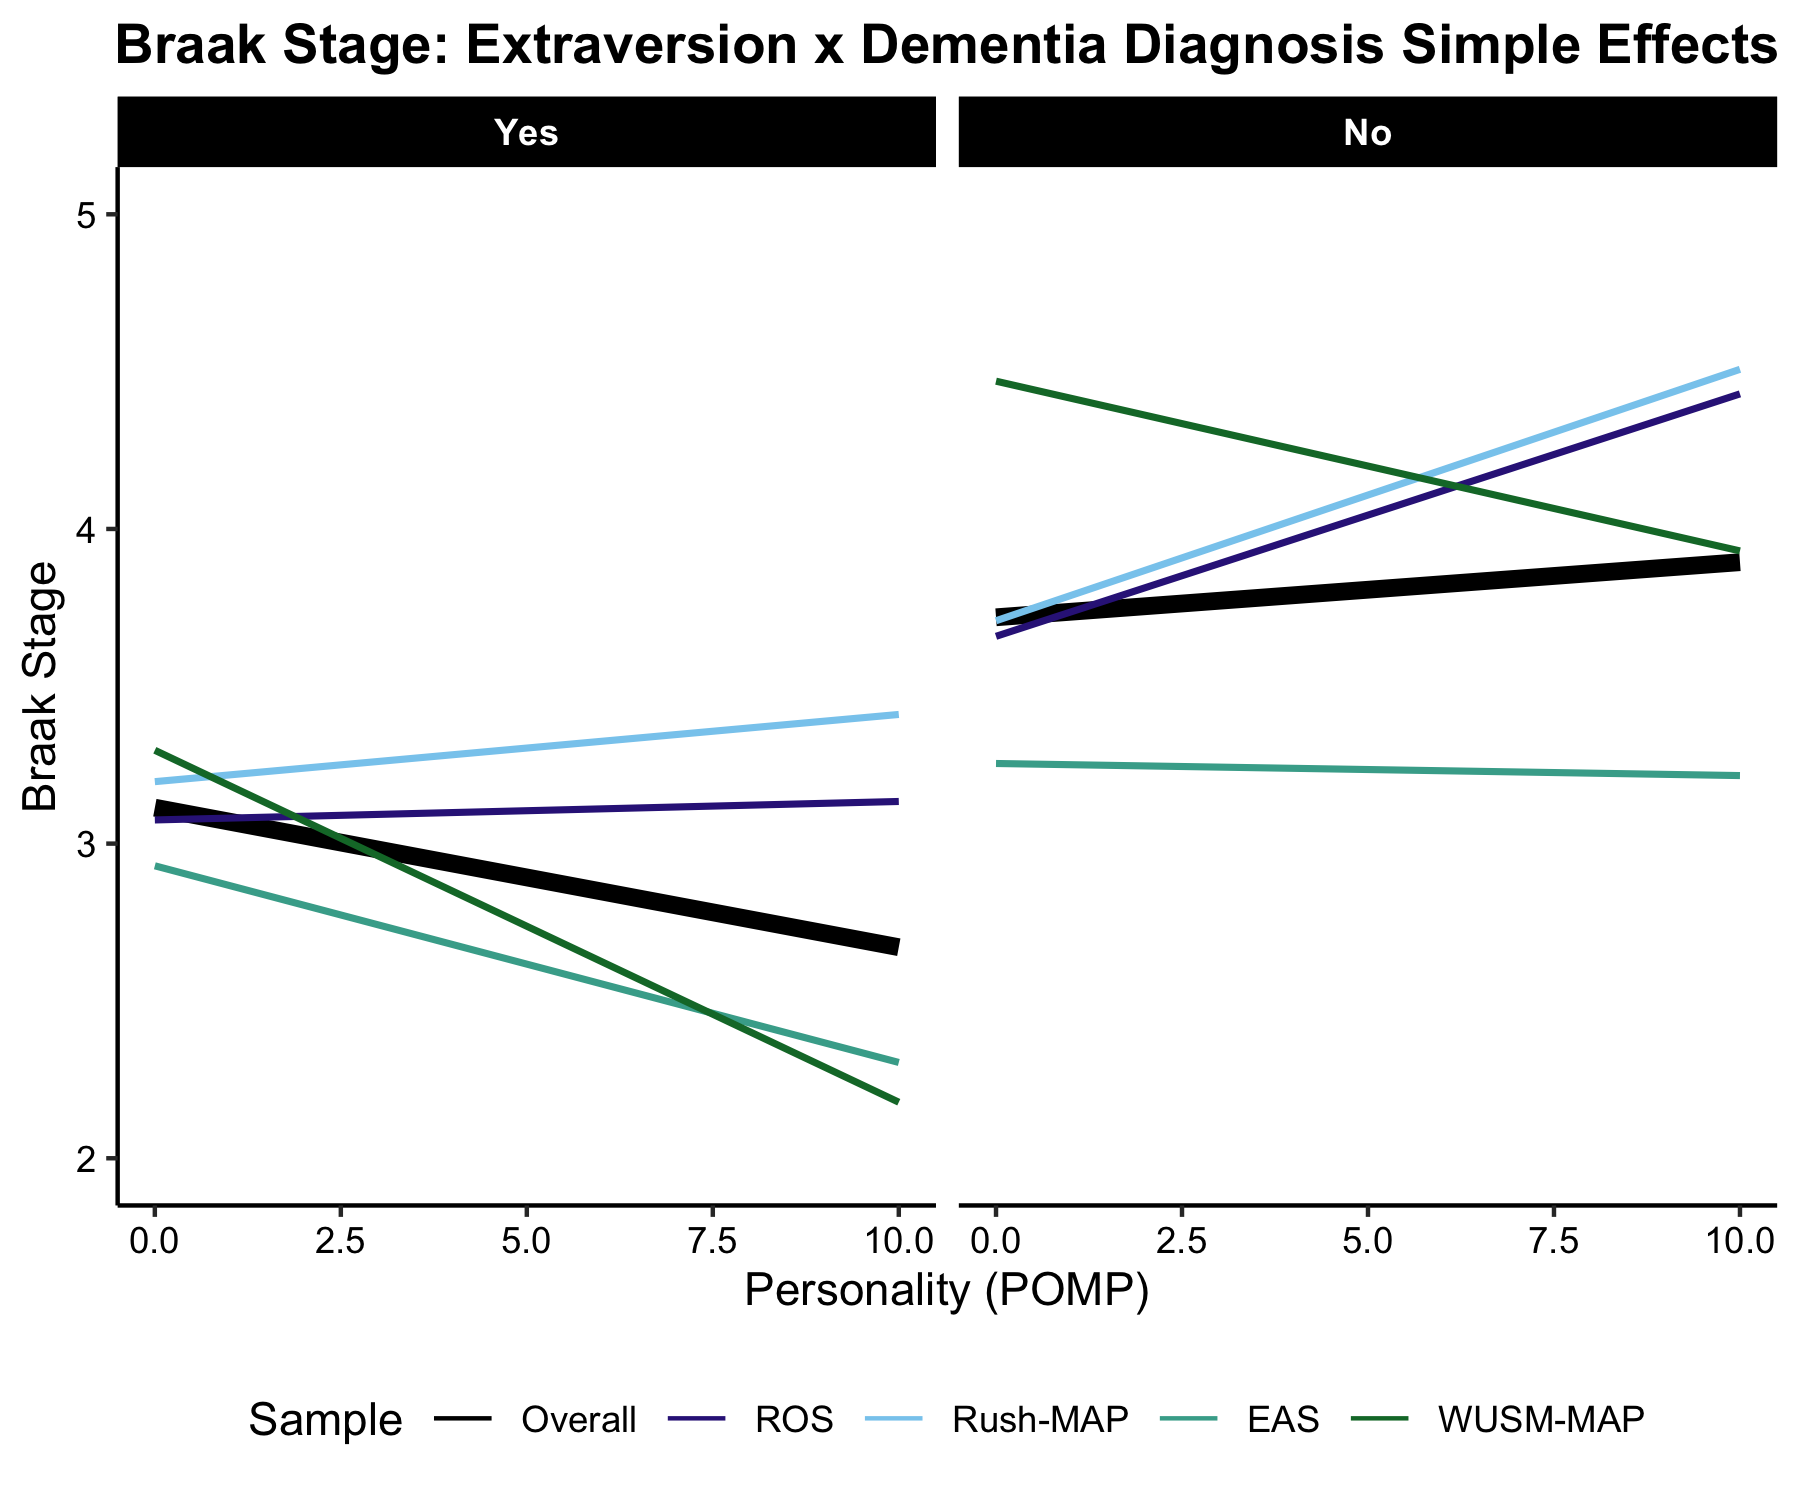 Braak Stage: Extraversion x Dementia Diagnosis Simple Effects
Yes
No
Braak Stage
5
4
3
2
0.0 2.5 5.0 7.5 10.0
0.0 2.5 5.0 7.5 10.0
Personality (POMP)
Sample Overall ROS Rush-MAP EAS WUSM-MAP